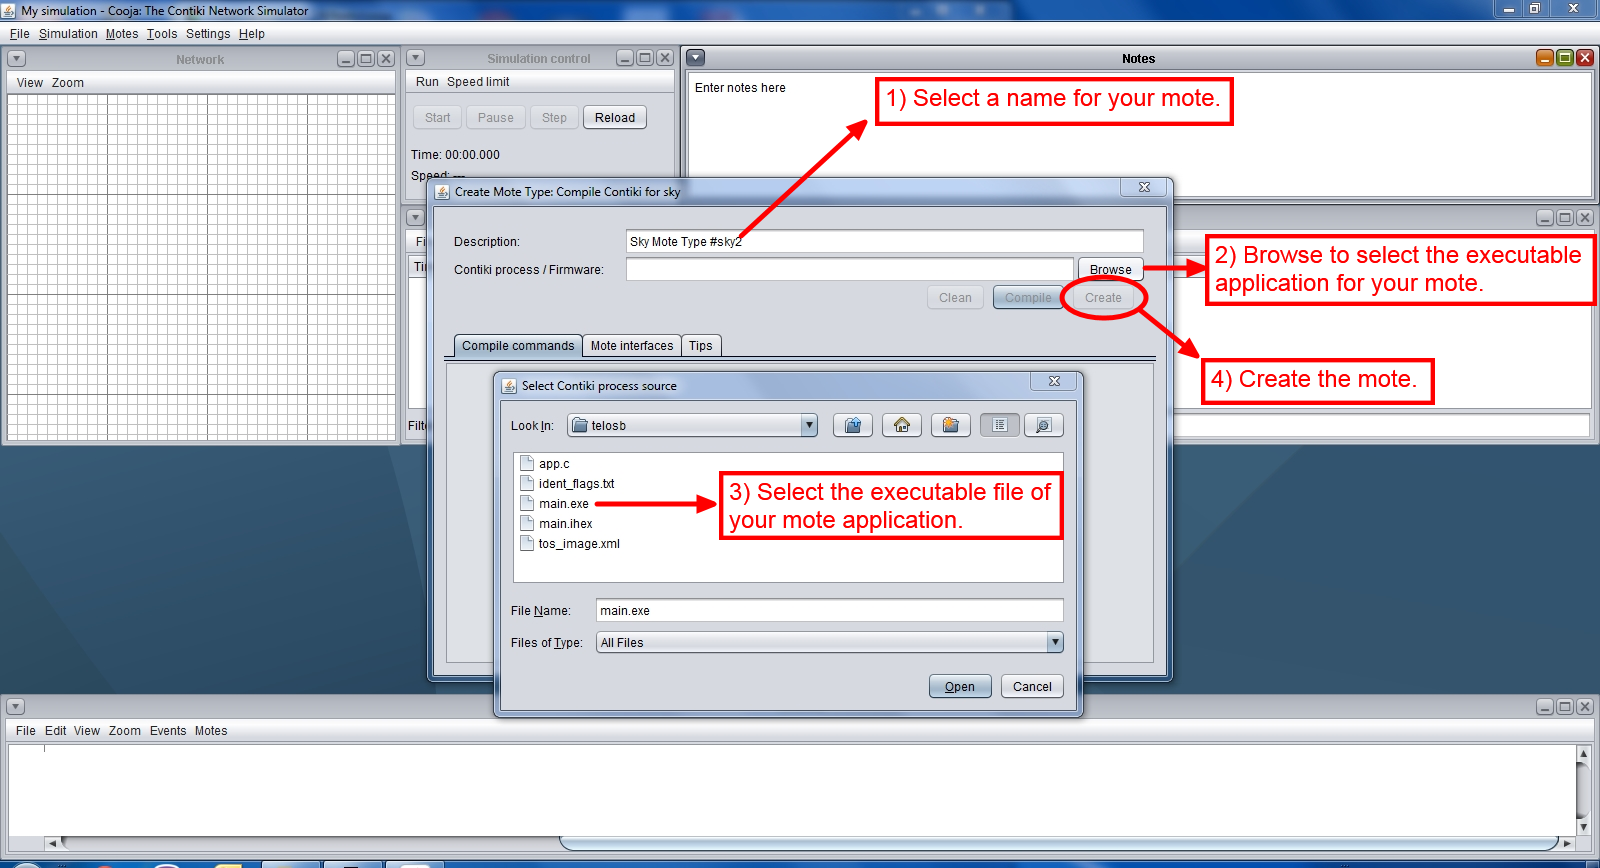 My simulation - Cooja: The Contiki Network Simulator
File Simulation Motes Tools Settings Help
Network
View Zoom
Simulation control
Run Speed limit
Start Pause Step Reload
Time: 00:00.000
Speed: ---
Notes
Enter notes here
1) Select a name for your mote.
Create Mote Type: Compile Contiki for sky
Description: Sky Mote Type #sky2
Contiki process / Firmware: Browse
Clean Compile Create
2) Browse to select the executable
application for your mote.
4) Create the mote.
Compile commands Mote interfaces Tips
Select Contiki process source
Look In: telosb
app.c
ident_flags.txt
main.exe
main.ihex
tos_image.xml
3) Select the executable file of
your mote application.
File Name: main.exe
Files of Type: All Files
Open Cancel
File Edit View Zoom Events Motes